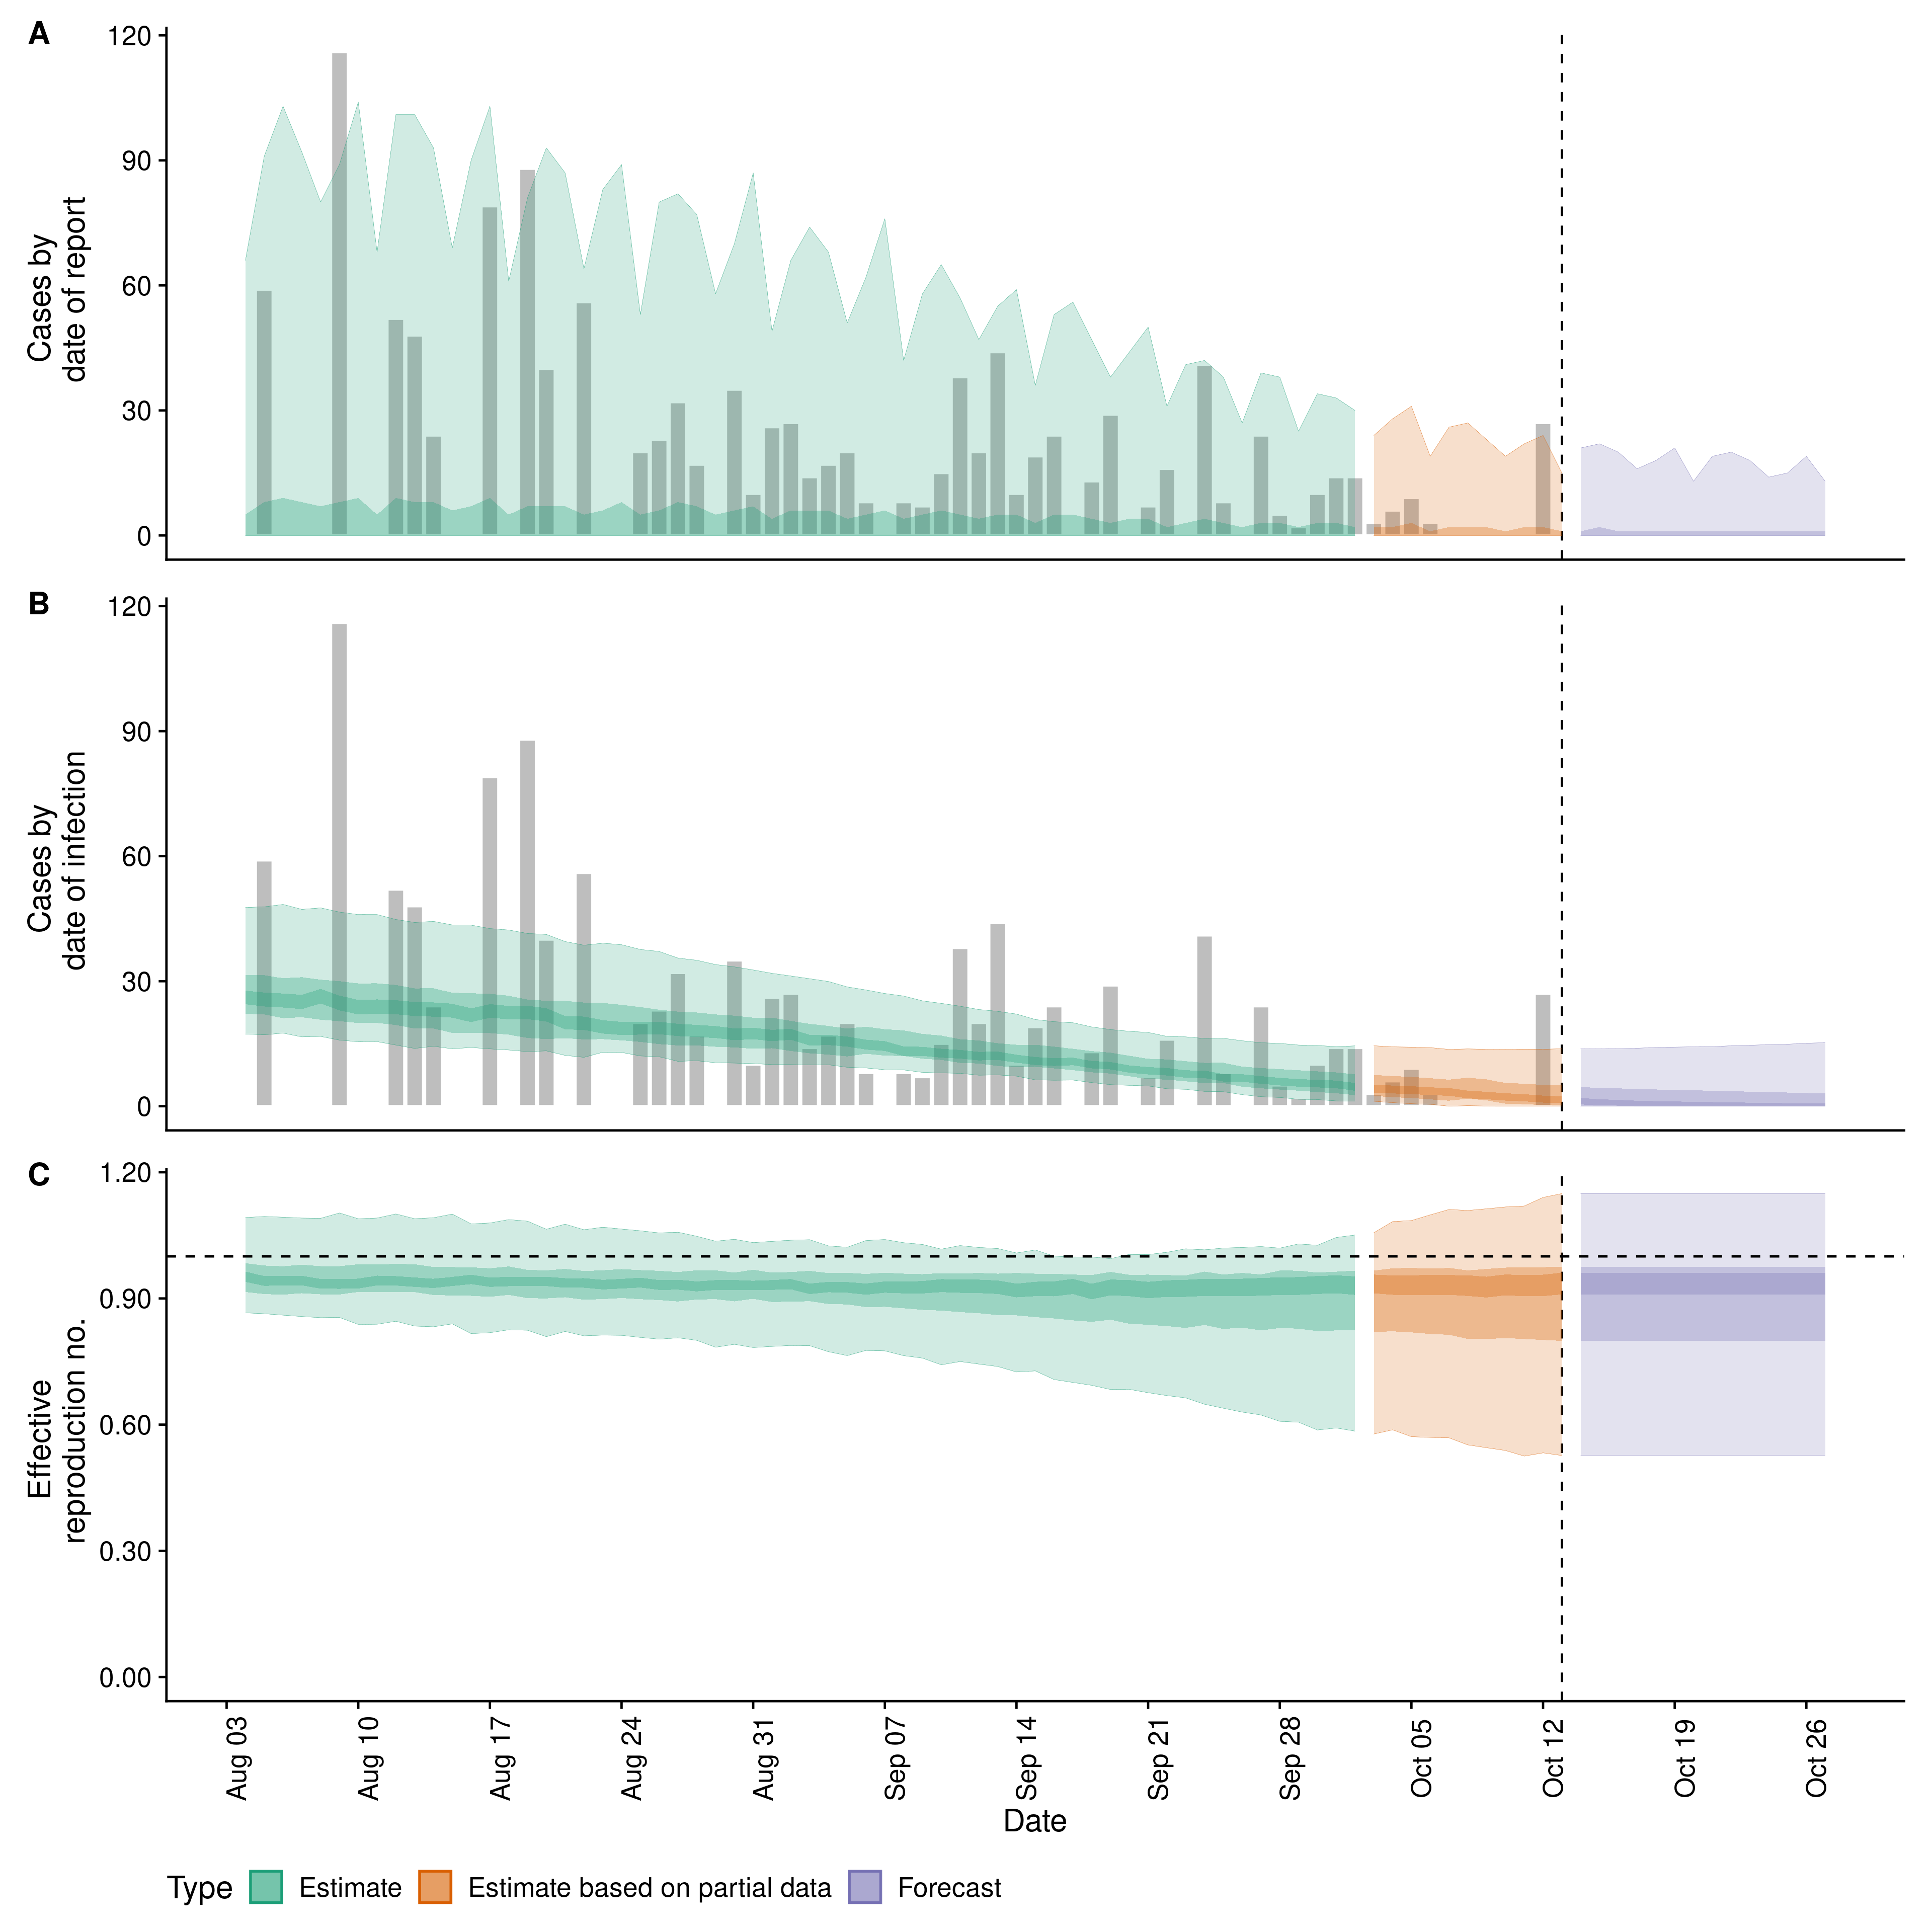 A
120
90
60
30
0
Cases by
date of report
B
120
90
60
30
0
Cases by
date of infection
C
1.20
0.90
0.60
0.30
0.00
Effective
reproduction no.
Aug 03
Aug 10
Aug 17
Aug 24
Aug 31
Sep 07
Sep 14
Sep 21
Sep 28
Oct 05
Oct 12
Oct 19
Oct 26
Date
Type Estimate Estimate based on partial data Forecast